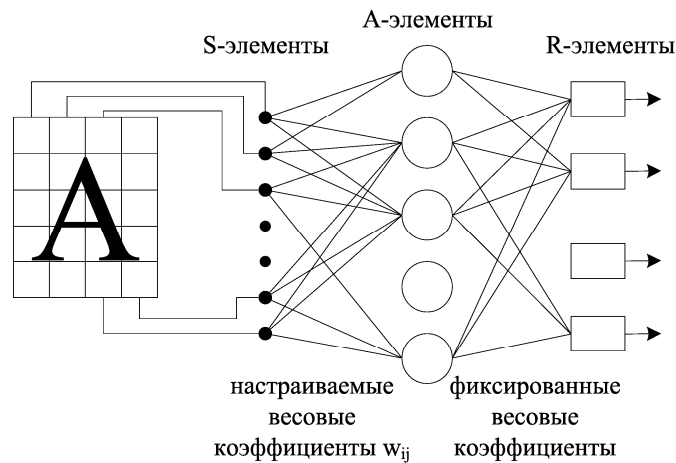 А-элементы
S-элементы
R-элементы
А
настраиваемые
весовые
коэффициенты wij
фиксированные
весовые
коэффициенты